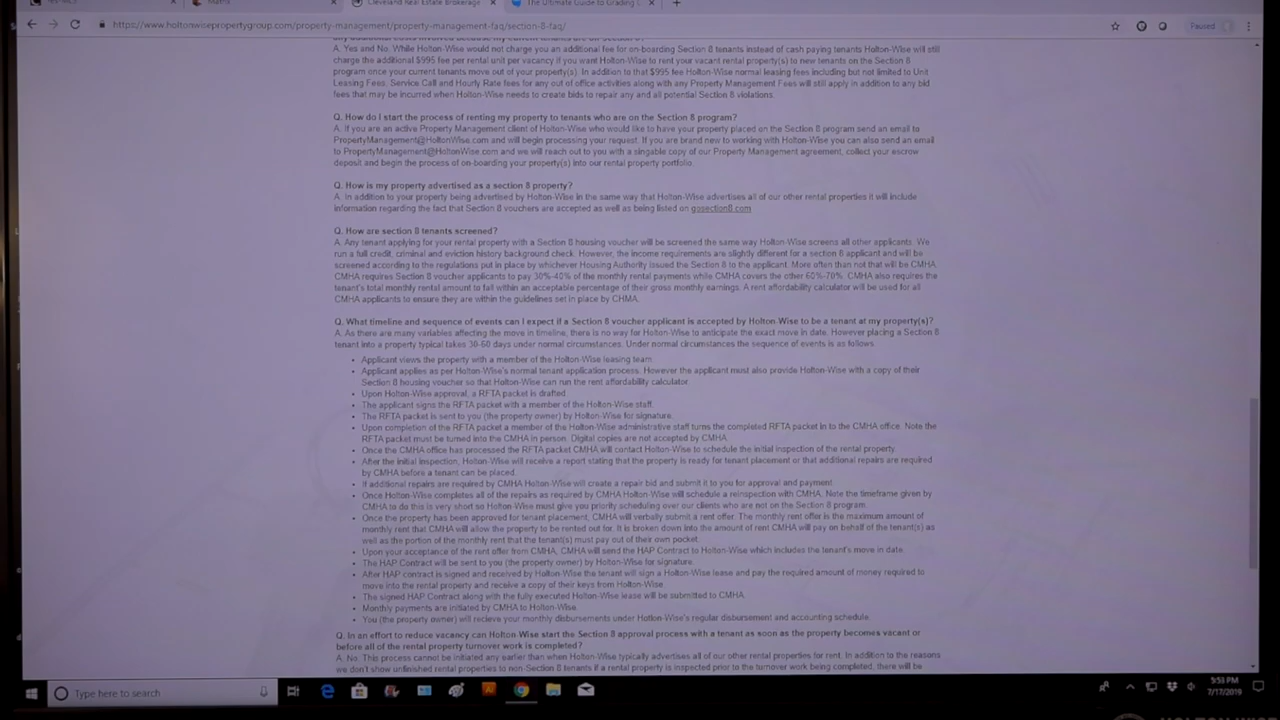 Matrix
Cleveland Real Estate Brokerage
The Ultimate Guide to Grading C
https://www.holtonwisepropertygroup.com/property-management/property-management-faq/section-8-faq/
Paused
A. Yes and No. While Holton-Wise would not charge you an additional fee for on-boarding Section 8 tenants instead of cash paying tenants Holton-Wise will still
charge the additional $995 fee per rental unit per vacancy if you want Holton-Wise to rent your vacant rental property(s) to new tenants on the Section 8
program once your current tenants move out of your property(s). In addition to that $995 fee Holton-Wise normal leasing fees including but not limited to Unit
Leasing Fees, Service Call and Hourly Rate fees for any out of office activities along with any Property Management Fees will still apply in addition to any bid
fees that may be incurred when Holton-Wise needs to create bids to repair any and all potential Section 8 violations.
Q. How do I start the process of renting my property to tenants who are on the Section 8 program?
A. If you are an active Property Management client of Holton-Wise who would like to have your property placed on the Section 8 program send an email to
PropertyManagement@HoltonWise.com and will begin processing your request. If you are brand new to working with Holton-Wise you can also send an email
to PropertyManagement@HoltonWise.com and we will reach out to you with a singable copy of our Property Management agreement, collect your escrow
deposit and begin the process of on-boarding your property(s) into our rental property portfolio.
Q. How is my property advertised as a section 8 property?
A. In addition to your property being advertised by Holton-Wise in the same way that Holton-Wise advertises all of our other rental properties it will include
information regarding the fact that Section 8 vouchers are accepted as well as being listed on gosection8.com
Q. How are section 8 tenants screened?
A. Any tenant applying for your rental property with a Section 8 housing voucher will be screened the same way Holton-Wise screens all other applicants. We
run a full credit, criminal and eviction history background check. However, the income requirements are slightly different for a section 8 applicant and will be
screened according to the regulations put in place by whichever Housing Authority issued the Section 8 to the applicant. More often than not that will be CMHA.
CMHA requires Section 8 voucher applicants to pay 30%-40% of the monthly rental payments while CMHA covers the other 60%-70%. CMHA also requires the
tenant's total monthly rental amount to fall within an acceptable percentage of their gross monthly earnings. A rent affordability calculator will be used for all
CMHA applicants to ensure they are within the guidelines set in place by CHMA.
Q. What timeline and sequence of events can I expect if a Section 8 voucher applicant is accepted by Holton-Wise to be a tenant at my property(s)?
A. As there are many variables affecting the move in timeline, there is no way for Holton-Wise to anticipate the exact move in date. However placing a Section 8
tenant into a property typical takes 30-60 days under normal circumstances. Under normal circumstances the sequence of events is as follows.
• Applicant views the property with a member of the Holton-Wise leasing team.
• Applicant applies as per Holton-Wise's normal tenant application process. However the applicant must also provide Holton-Wise with a copy of their
Section 8 housing voucher so that Holton-Wise can run the rent affordability calculator
• Upon Holton-Wise approval, a RFTA packet is drafted.
• The applicant signs the RFTA packet with a member of the Holton-Wise staff.
• The RFTA packet is sent to you (the property owner) by Holton-Wise for signature.
• Upon completion of the RFTA packet a member of the Holton-Wise administrative staff turns the completed RFTA packet in to the CMHA office. Note the
RFTA packet must be turned into the CMHA in person. Digital copies are not accepted by CMHA.
• Once the CMHA office has processed the RFTA packet CMHA will contact Holton-Wise to schedule the initial inspection of the rental property.
• After the initial inspection, Holton-Wise will receive a report stating that the property is ready for tenant placement or that additional repairs are required
by CMHA before a tenant can be placed.
• If additional repairs are required by CMHA Holton-Wise will create a repair bid and submit it to you for approval and payment.
• Once Holton-Wise completes all of the repairs as required by CMHA Holton-Wise will schedule a reinspection with CMHA. Note the timeframe given by
CMHA to do this is very short so Holton-Wise must give you priority scheduling over our clients who are not on the Section 8 program.
• Once the property has been approved for tenant placement, CMHA will verbally submit a rent offer. The monthly rent offer is the maximum amount of
monthly rent that CMHA will allow the property to be rented out for. It is broken down into the amount of rent CMHA will pay on behalf of the tenant(s) as
well as the portion of the monthly rent that the tenant(s) must pay out of their own pocket.
• Upon your acceptance of the rent offer from CMHA, CMHA will send the HAP Contract to Holton-Wise which includes the tenant's move in date.
• The HAP Contract will be sent to you (the property owner) by Holton-Wise for signature.
• After HAP contract is signed and received by Holton-Wise the tenant will sign a Holton-Wise lease and pay the required amount of money required to
move into the rental property and receive a copy of their keys from Holton-Wise.
• The signed HAP Contract along with the fully executed Holton-Wise lease will be submitted to CMHA.
• Monthly payments are initiated by CMHA to Holton-Wise.
• You (the property owner) will recieve your monthly disbursements under Holton-Wise's regular disbursement and accounting schedule.
Q. In an effort to reduce vacancy can Holton Wise start the Section 8 approval process with a tenant as soon as the property becomes vacant or
before all of the rental property turnover work is completed?
A. No. This process cannot be initiated any earlier than when Holton-Wise typically advertises all of our other rental properties for rent. In addition to the reasons
we don't show unfinished rental properties to non-Section 8 tenants if a rental property is inspected prior to the turnover work being completed, there will be
Type here to search
9:53 PM
7/17/2019